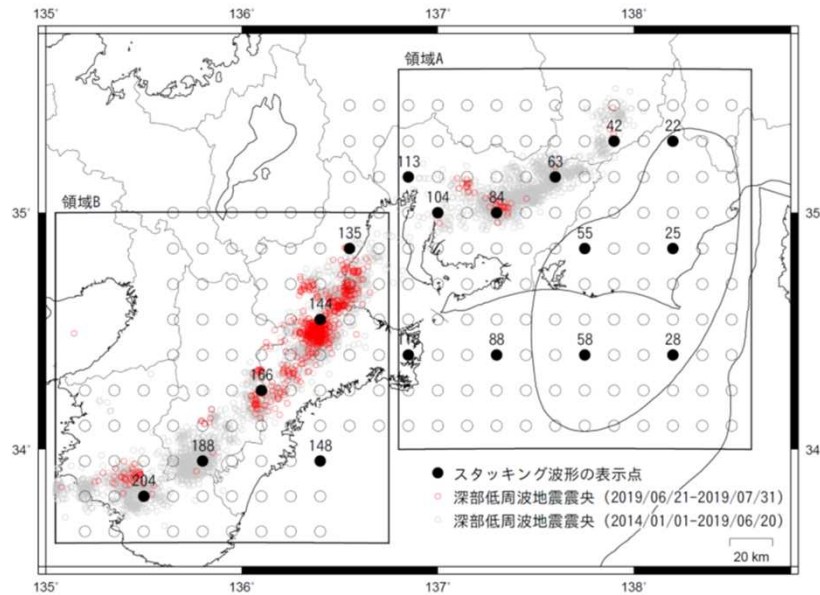 135° 136° 137° 138°
領域A
42 22
113 63
104 84
35° 35°
領域B
135 55 25
144
88 58 28
166
34° 34°
188 148
204
スタッキング波形の表示点
深部低周波地震震央（2019/06/21-2019/07/31）
深部低周波地震震央（2014/01/01-2019/06/20）
20 km
135° 136° 137° 138°